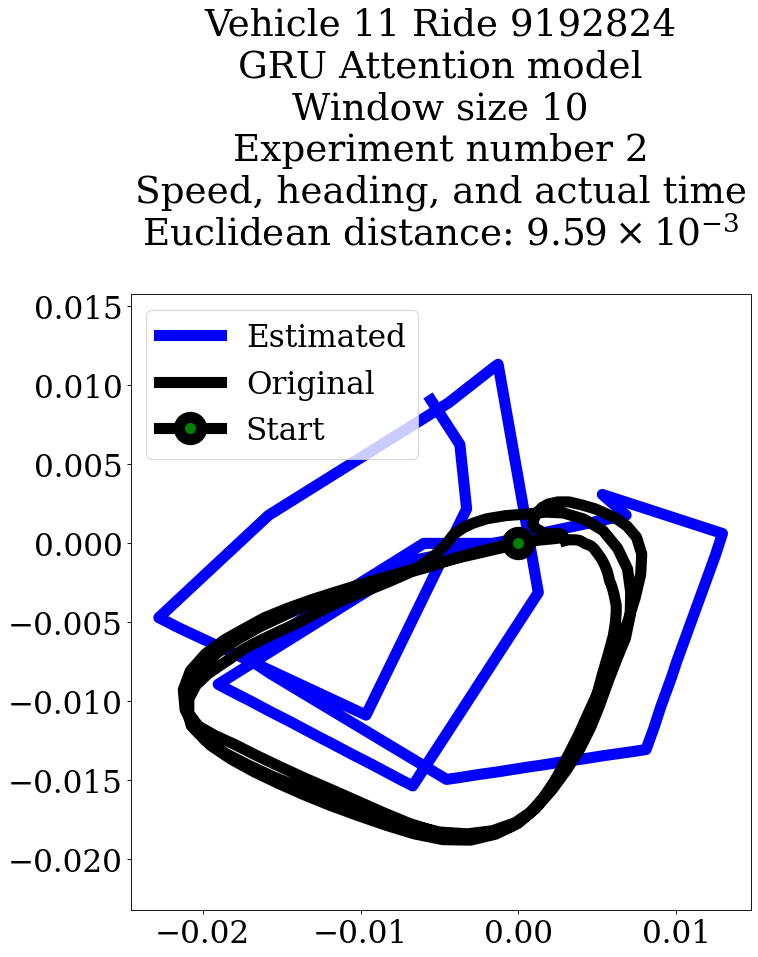 Vehicle 11 Ride 9192824
GRU Attention model
Window size 10
Experiment number 2
Speed, heading, and actual time
Euclidean distance: 9.59 × 10⁻³
0.015
0.010
0.005
0.000
−0.005
−0.010
−0.015
−0.020
Estimated
Original
Start
−0.02
−0.01
0.00
0.01